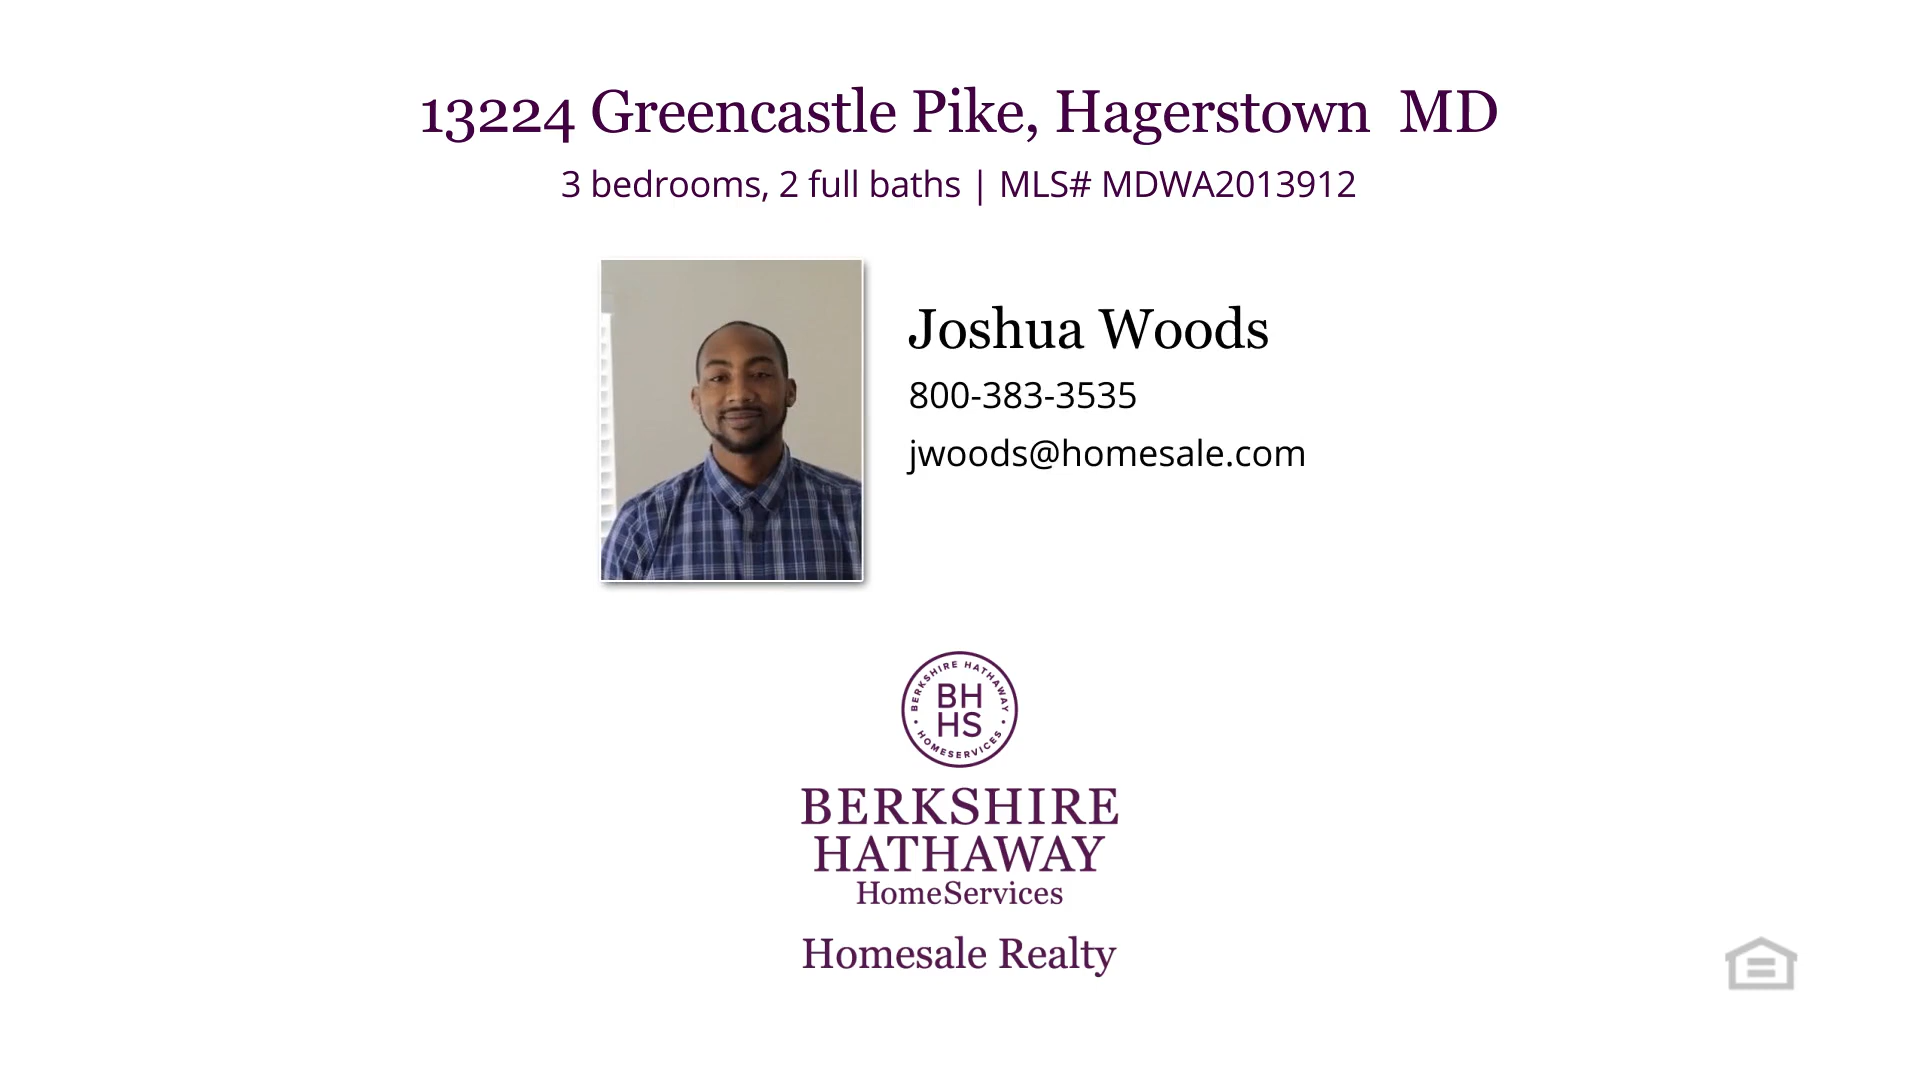 13224 Greencastle Pike, Hagerstown  MD
3 bedrooms, 2 full baths | MLS# MDWA2013912
Joshua Woods
800-383-3535
jwoods@homesale.com
BERKSHIRE HATHAWAY
BH
HS
HOMESERVICES
BERKSHIRE
HATHAWAY
HomeServices
Homesale Realty